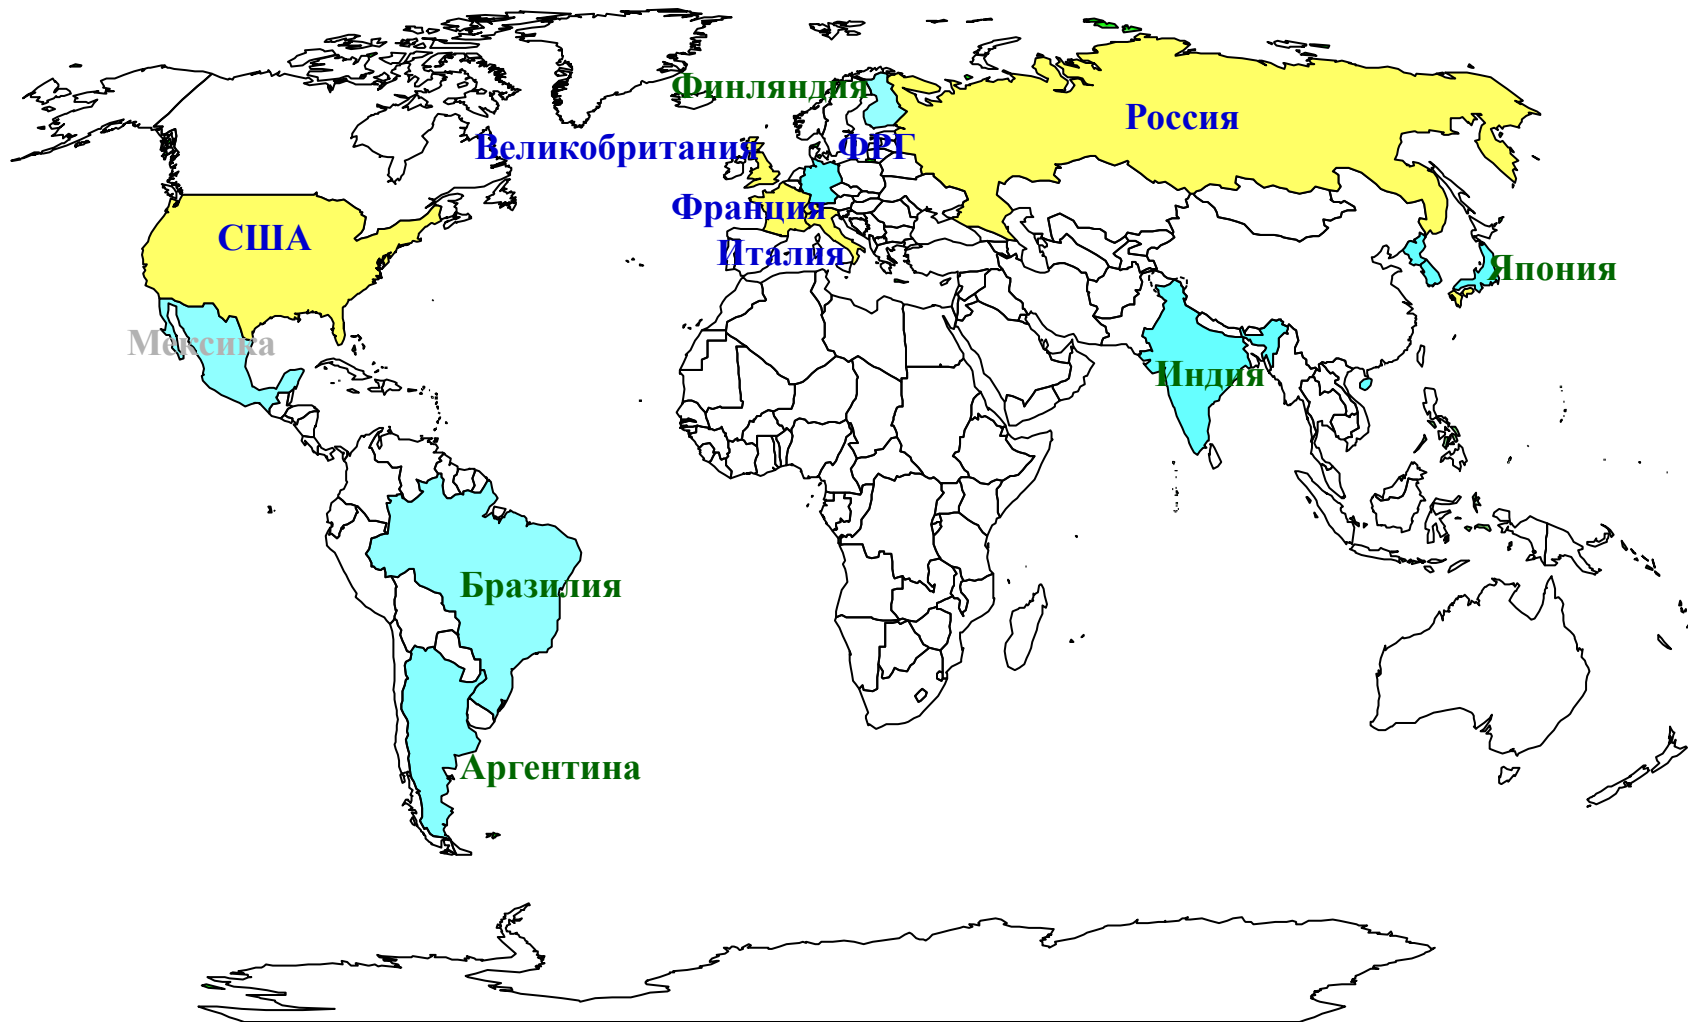 Финляндия
Россия
Великобритания
ФРГ
Франция
США
Италия
Япония
Мексика
Индия
Бразилия
Аргентина